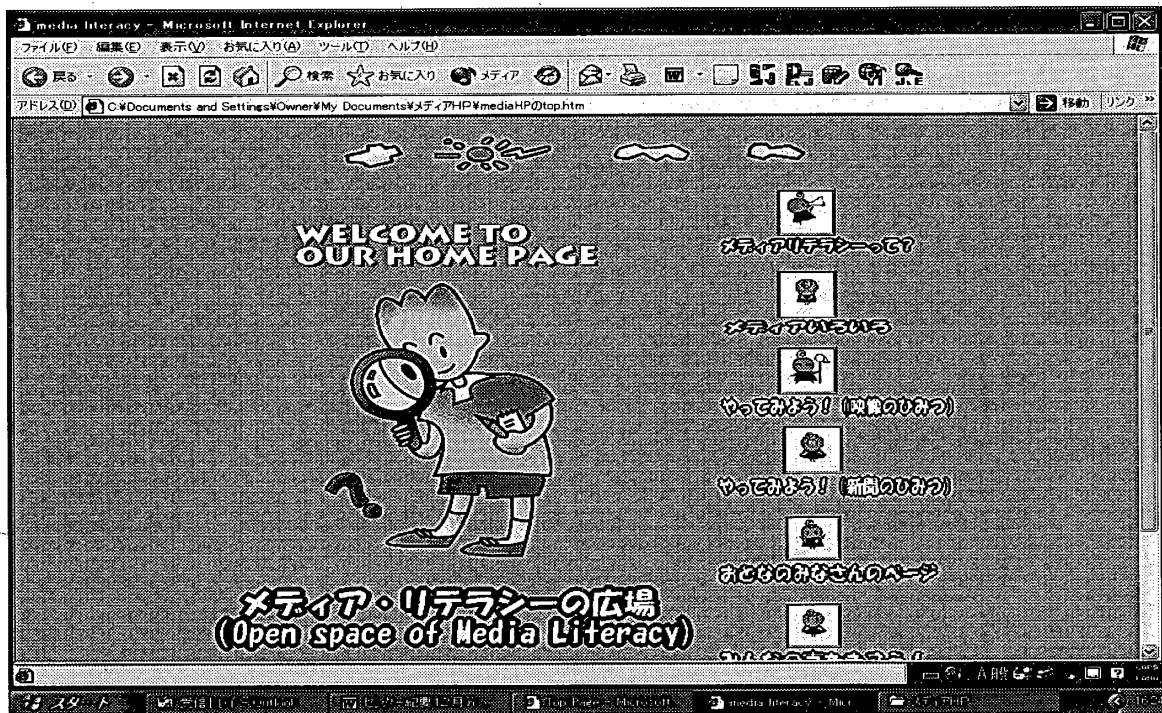 media literacy - Microsoft Internet Explorer
ファイル(F) 編集(E) 表示(V) お気に入り(A) ツール(T) ヘルプ(H)
戻る 検索 お気に入り メディア
アドレス(D) C:¥Documents and Settings¥Owner¥My Documents¥メディアHP¥mediaHPのtop.htm 移動 リンク »
WELCOME TO
OUR HOME PAGE
メディアリテラシーって?
メディアいろいろ
やってみよう! (映像のひみつ)
やってみよう! (新聞のひみつ)
おとなのみなさんのページ
?
メディア・リテラシーの広場
(Open space of Media Literacy)
A 般
スタート Top Page - Microsoft media literacy - Micr メディアHP